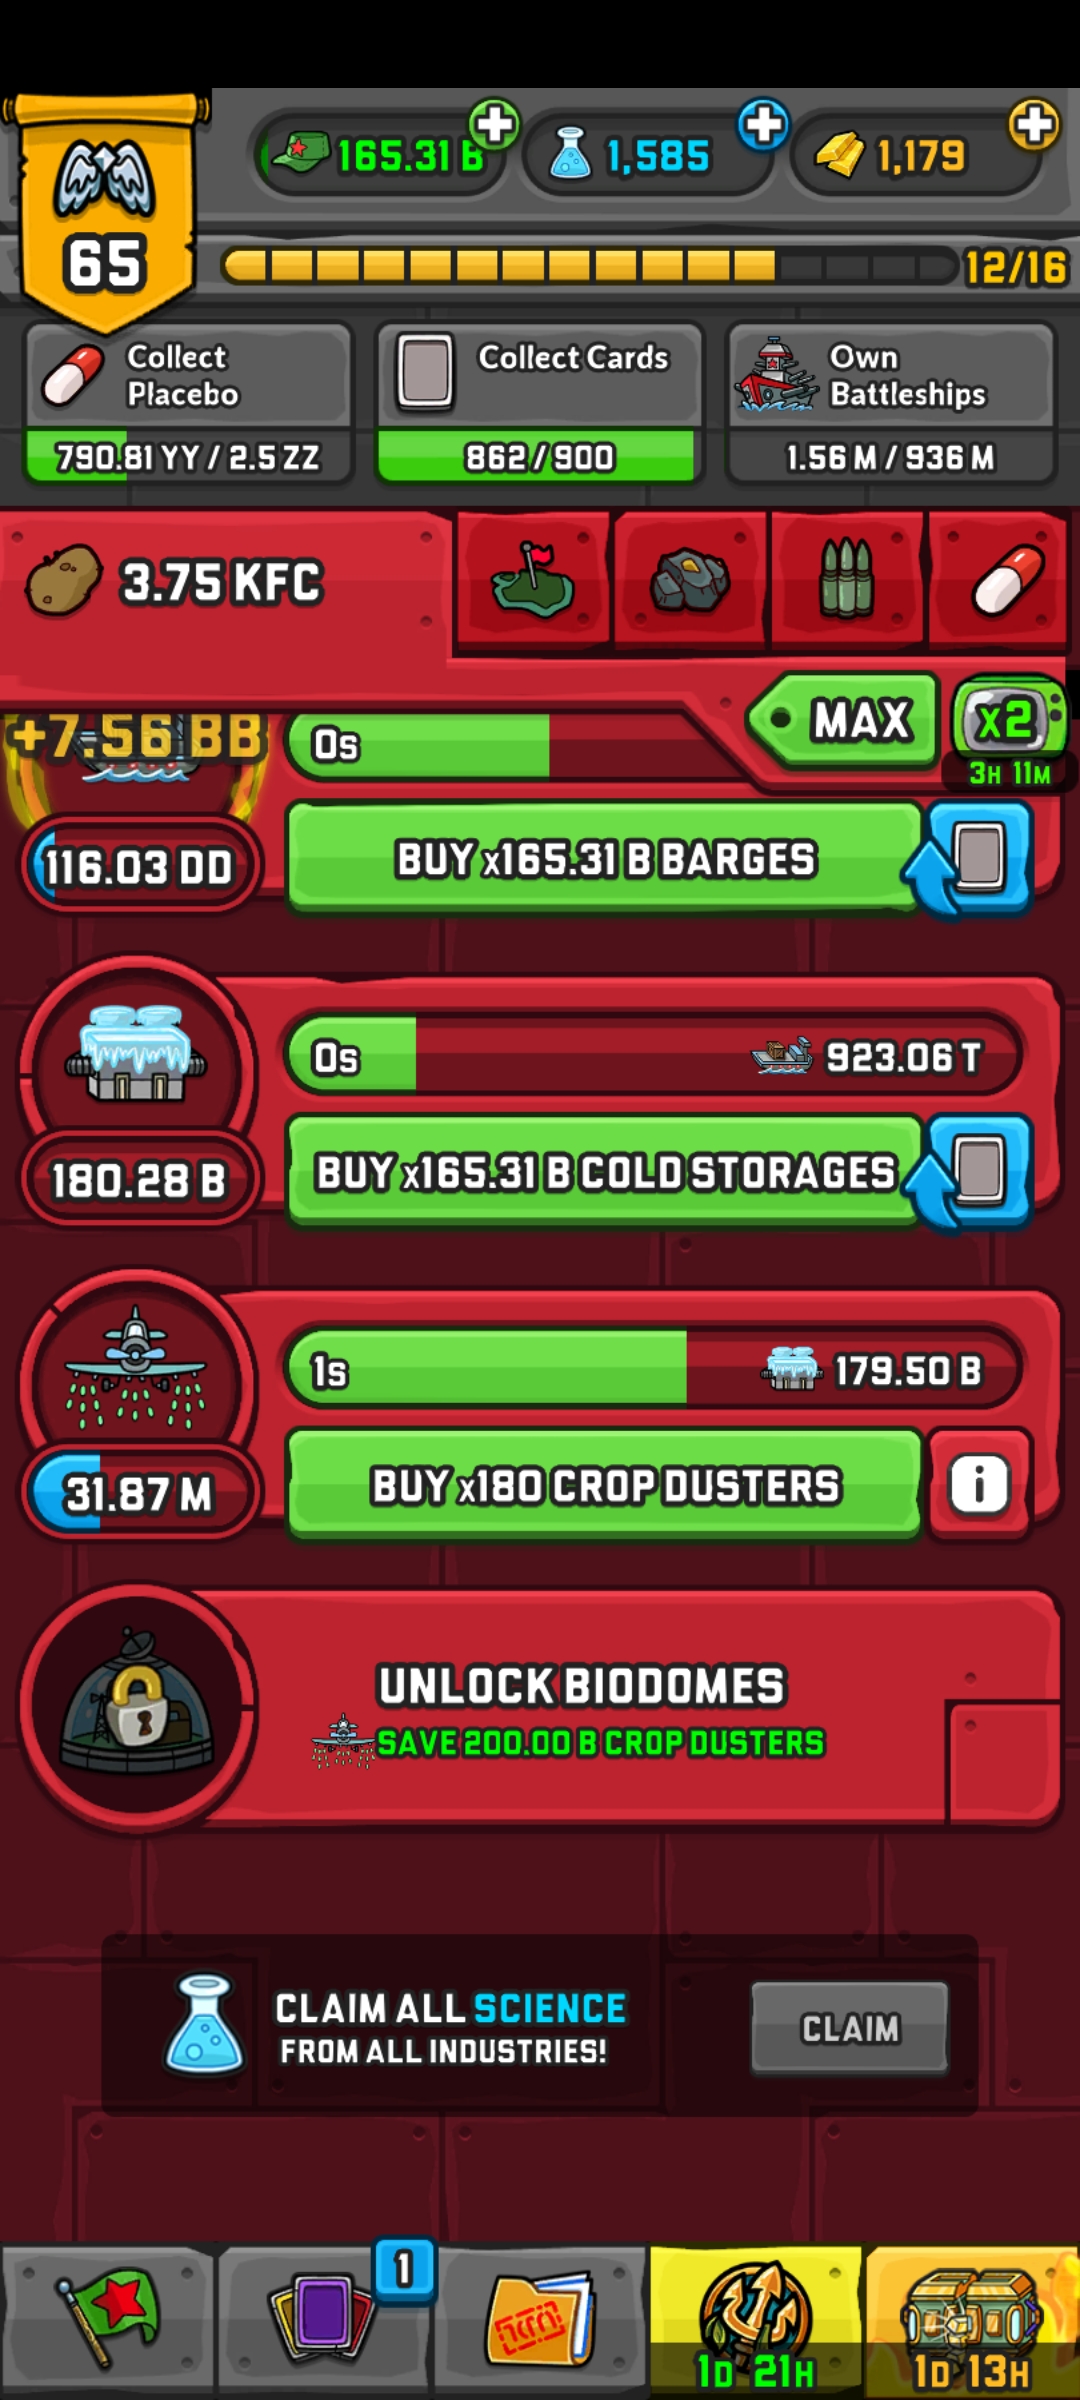 165.31 B
1,585
1,179
65
12/16
Collect
Placebo
790.81 YY / 2.5 ZZ
Collect Cards
862/900
Own
Battleships
1.56 M / 936 M
3.75 KFC
MAX
x2
3H 11M
+7.56 BB
0s
116.03 DD
BUY x165.31 B BARGES
0s
923.06 T
180.28 B
BUY x165.31 B COLD STORAGES
1s
179.50 B
31.87 M
BUY x180 CROP DUSTERS
i
UNLOCK BIODOMES
SAVE 200.00 B CROP DUSTERS
CLAIM ALL SCIENCE
FROM ALL INDUSTRIES!
CLAIM
1
1D 21H
1D 13H